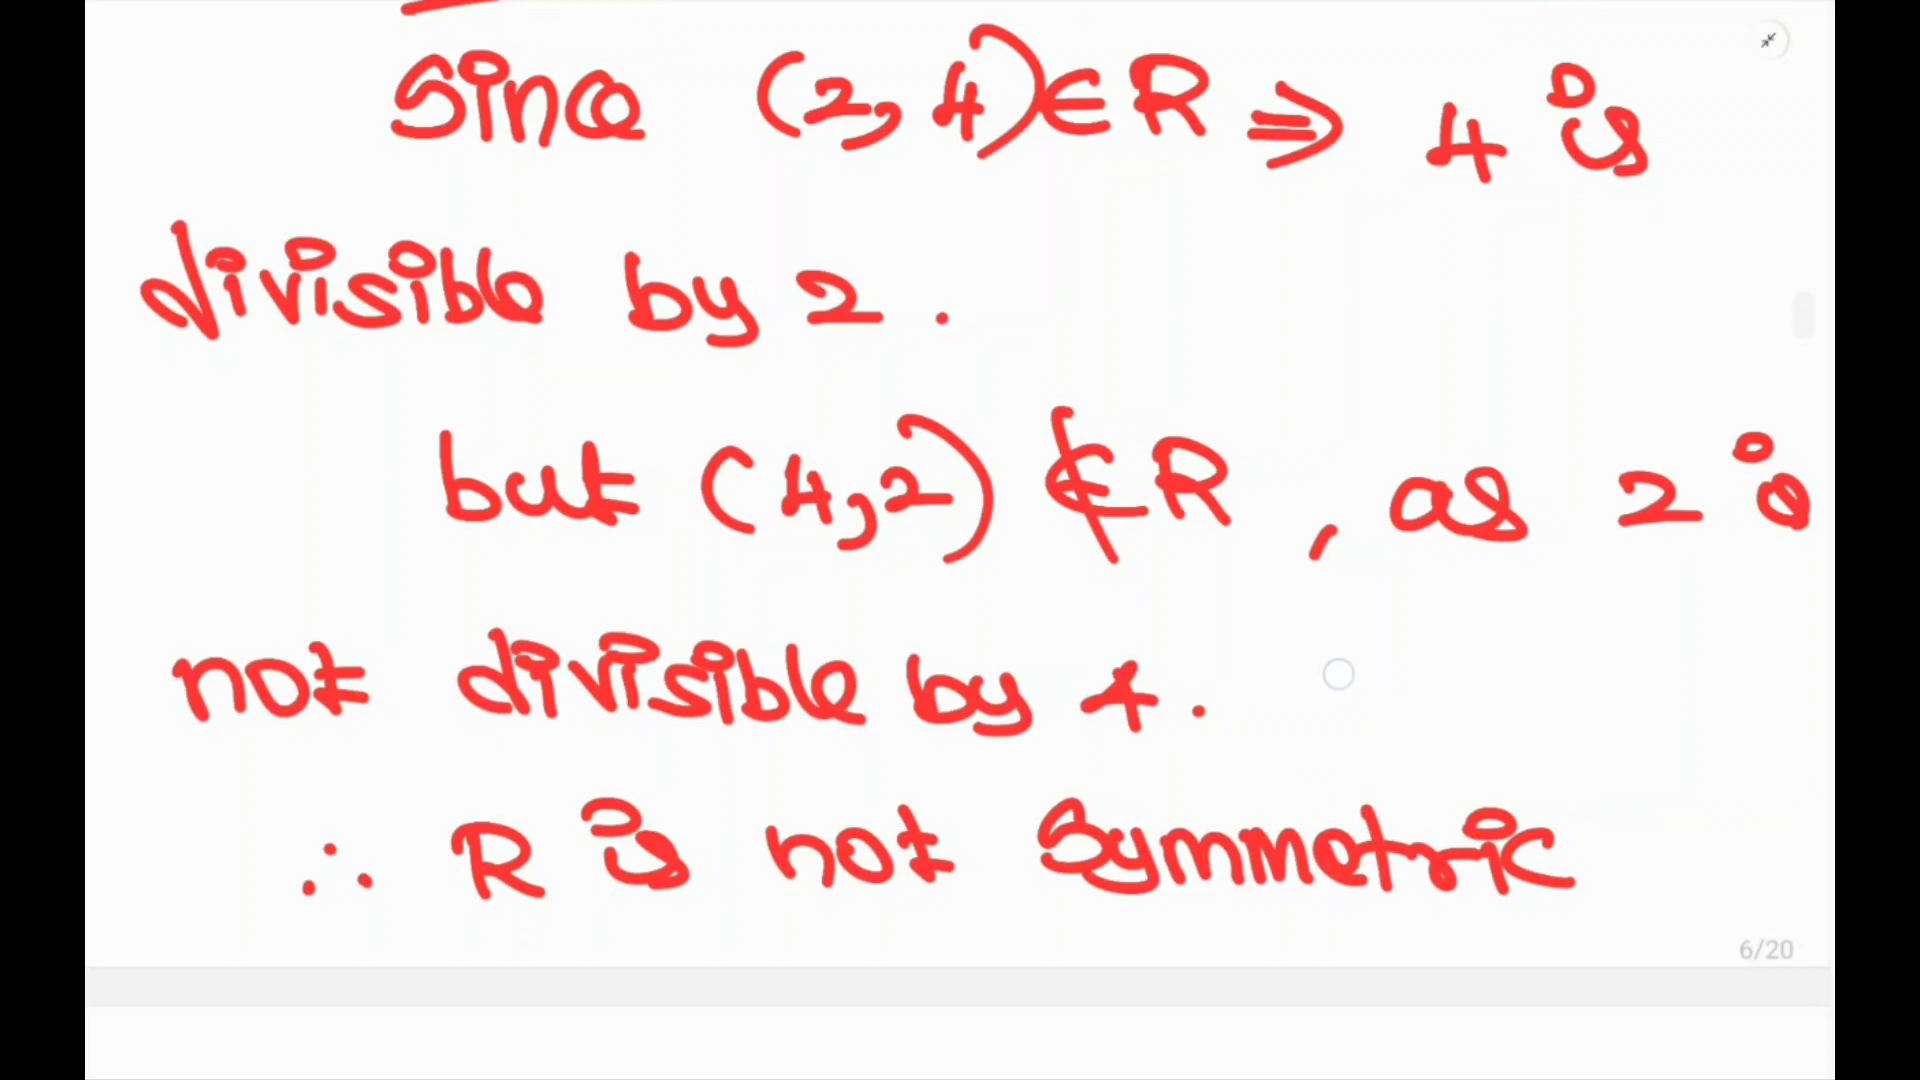 Since (2,4)∈R ⇒ 4 is
divisible by 2.
but (4,2)∉R, as 2 is
not divisible by 4.
∴ R is not symmetric
6/20